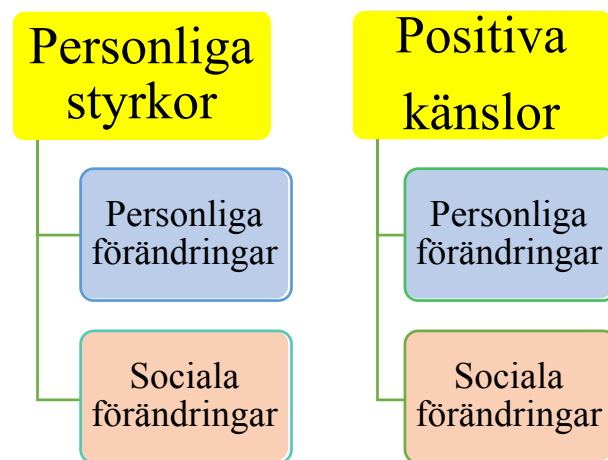 Personliga
styrkor
Personliga
förändringar
Sociala
förändringar
Positiva
känslor
Personliga
förändringar
Sociala
förändringar